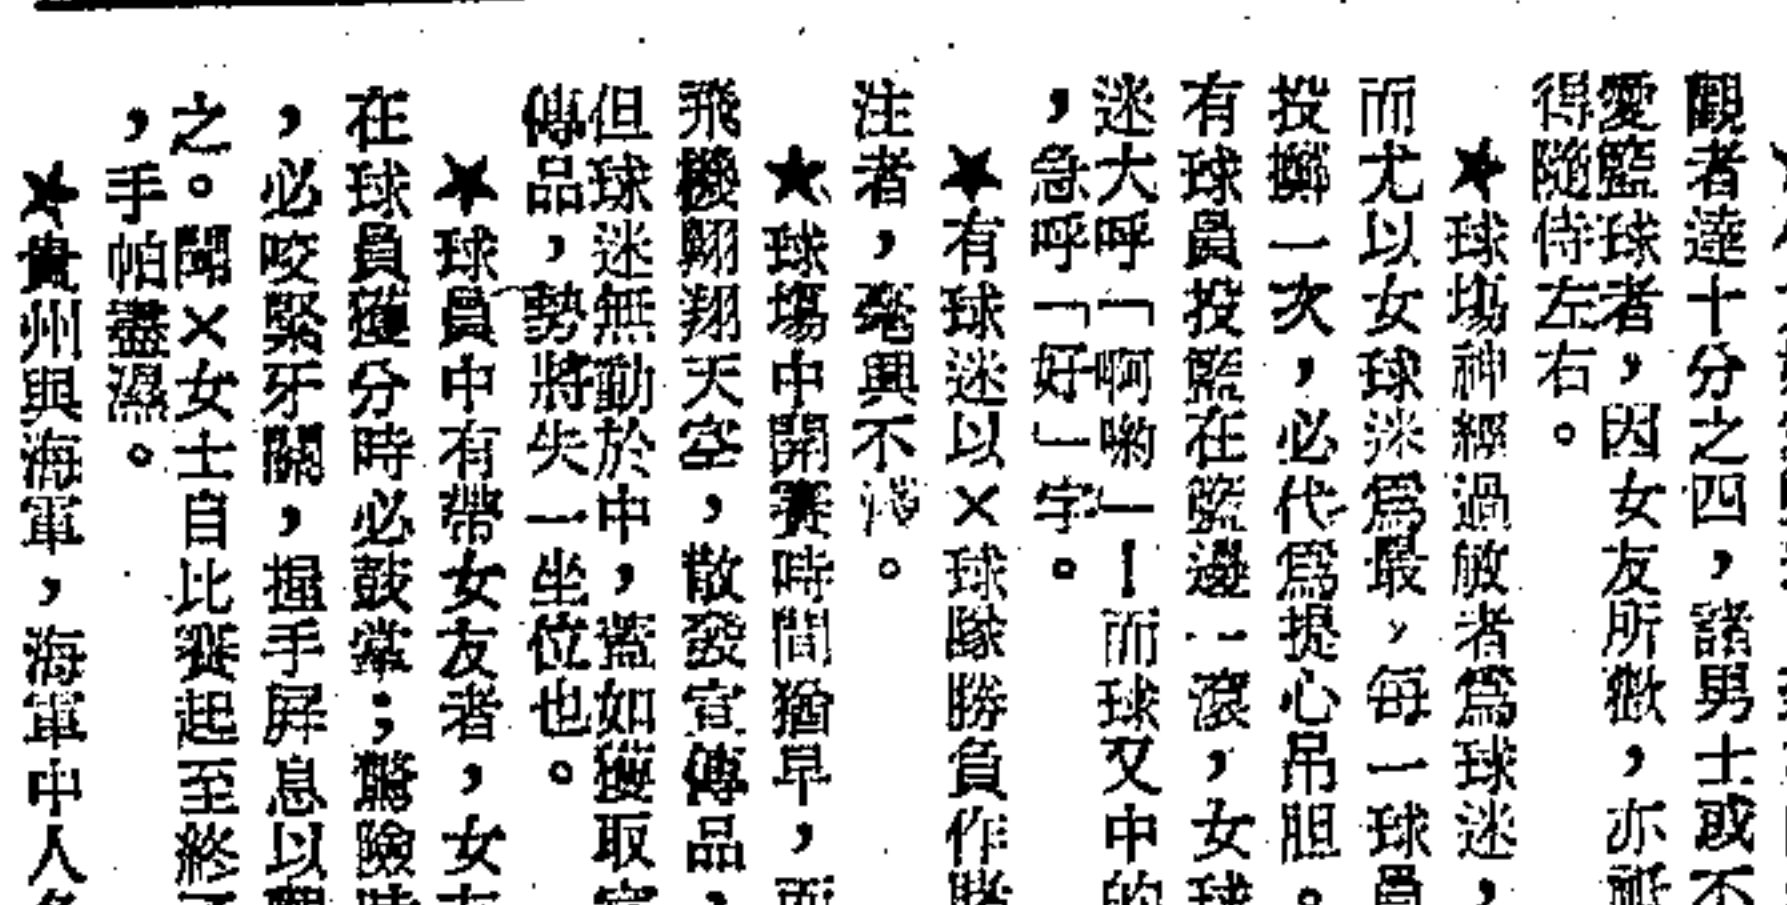 觀者達十分之四，諸男士或不
愛籃球者，因女友所歡，亦祇
得隨侍左右。
★球場神經過敏者爲球迷，
而尤以女球迷爲最，每一球員
投擲一次，必代爲提心吊胆。
有球員投籃在籃邊一滾，女球
迷大呼「啊喲—！而球又中的
，急呼「好」字。
★有球迷以×球隊勝負作賭
注者，毫興不淺。
★球場中開賽時間猶早，而
飛機翱翔天空，散發宣傳品，
但球迷無動於中，蓋如獲取宣
傳品，勢將失一坐位也。
★球員中有帶女友者，女友
在球員獲分時必鼓掌；驚險時
，必咬緊牙關，握手屏息以
之。聞×女士自比賽起至終
，手帕盡濕。
★貴州與海軍，海軍中人